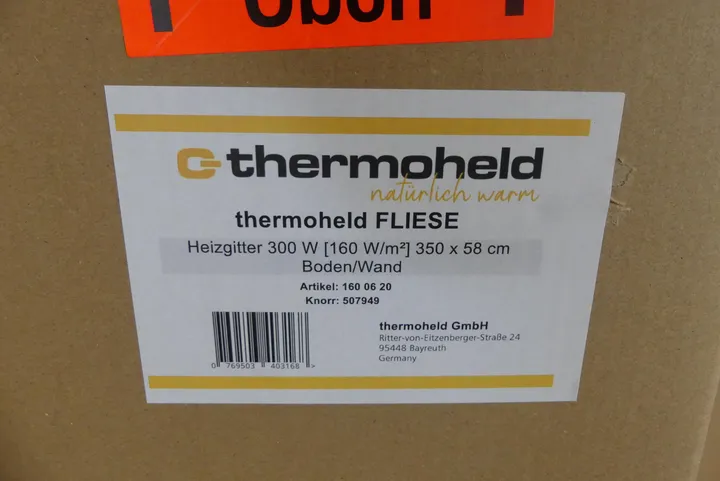 Oben
thermoheld
natürlich warm
thermoheld FLIESE
Heizgitter 300 W [160 W/m²] 350 x 58 cm
Boden/Wand
Artikel: 160 06 20
Knorr: 507949
thermoheld GmbH
Ritter-von-Eitzenberger-Straße 24
95448 Bayreuth
Germany
0 769503 403168 >